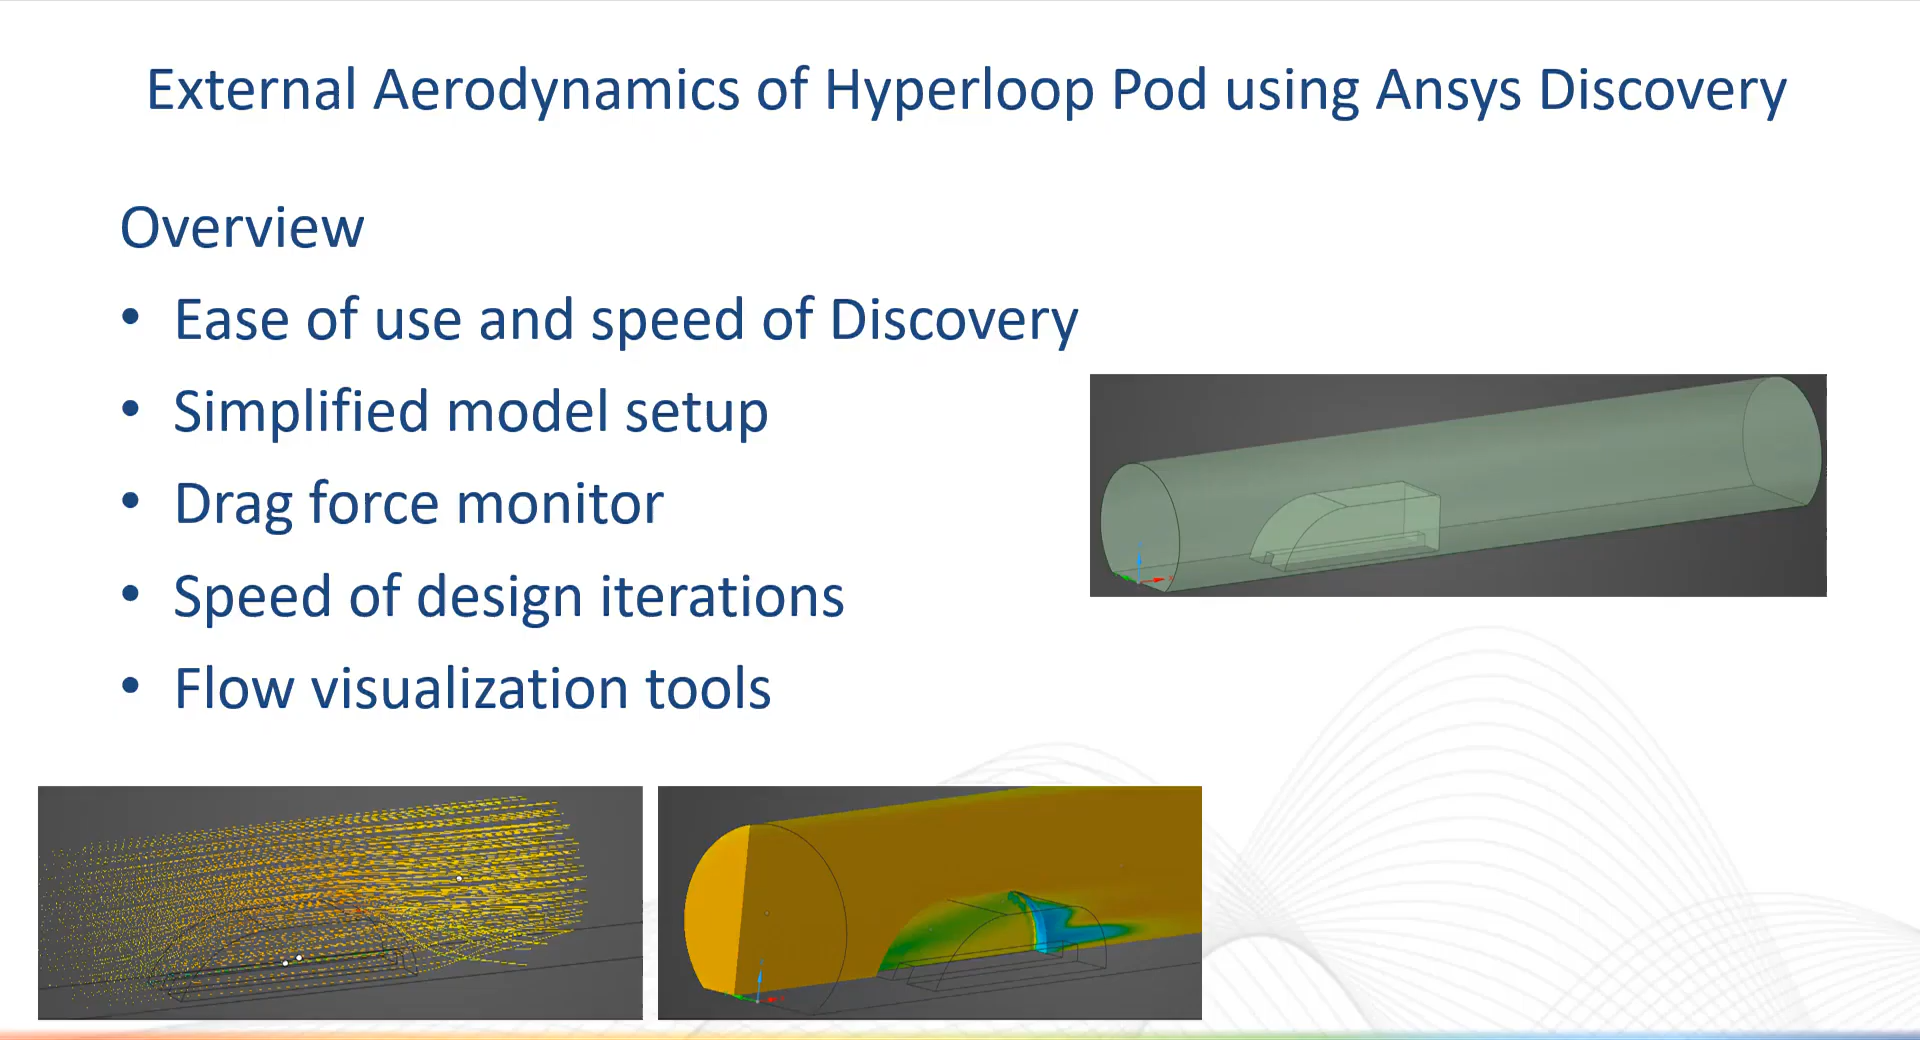 External Aerodynamics of Hyperloop Pod using Ansys Discovery
Overview
• Ease of use and speed of Discovery
• Simplified model setup
• Drag force monitor
• Speed of design iterations
• Flow visualization tools